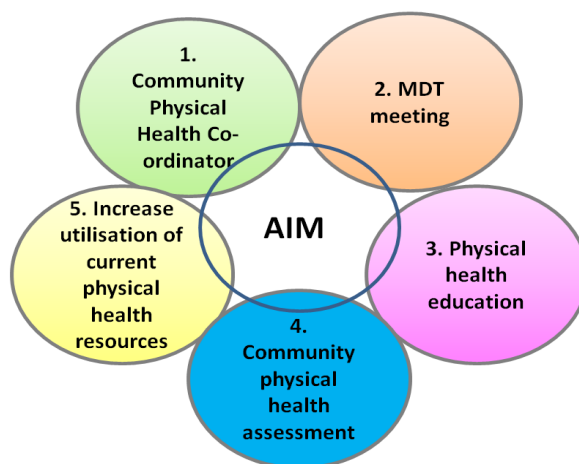 1.
Community
Physical
Health Co-
ordinator
2. MDT
meeting
AIM
3. Physical
health
education
4.
Community
physical
health
assessment
5. Increase
utilisation of
current
physical
health
resources